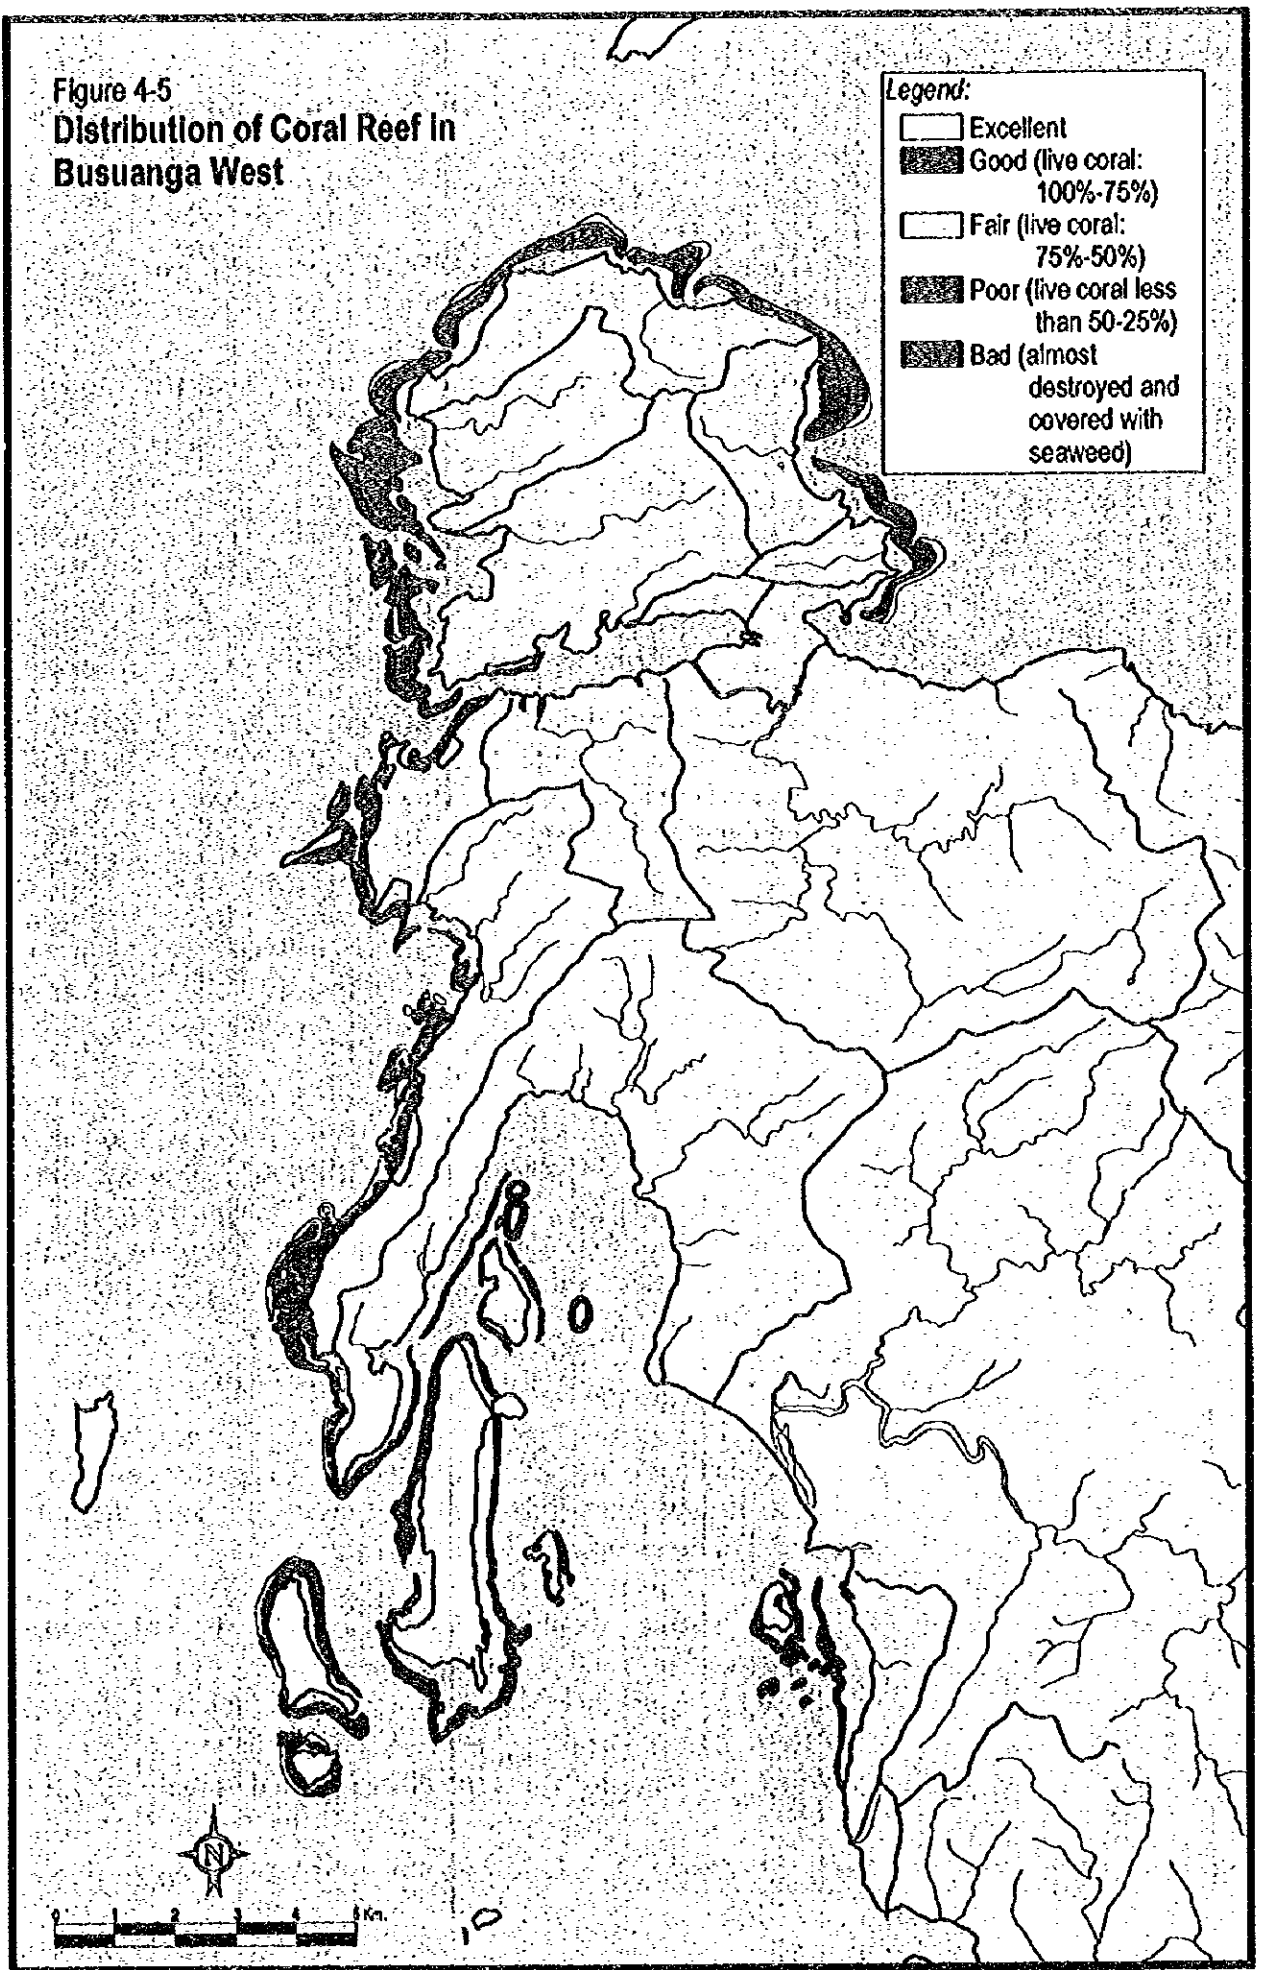 Figure 4-5
Distribution of Coral Reef in
Busuanga West
Legend:
Excellent
Good (live coral:
100%-75%)
Fair (live coral:
75%-50%)
Poor (live coral less
than 50-25%)
Bad (almost
destroyed and
covered with
seaweed)
N
0 1 2 3 4 5 Km.